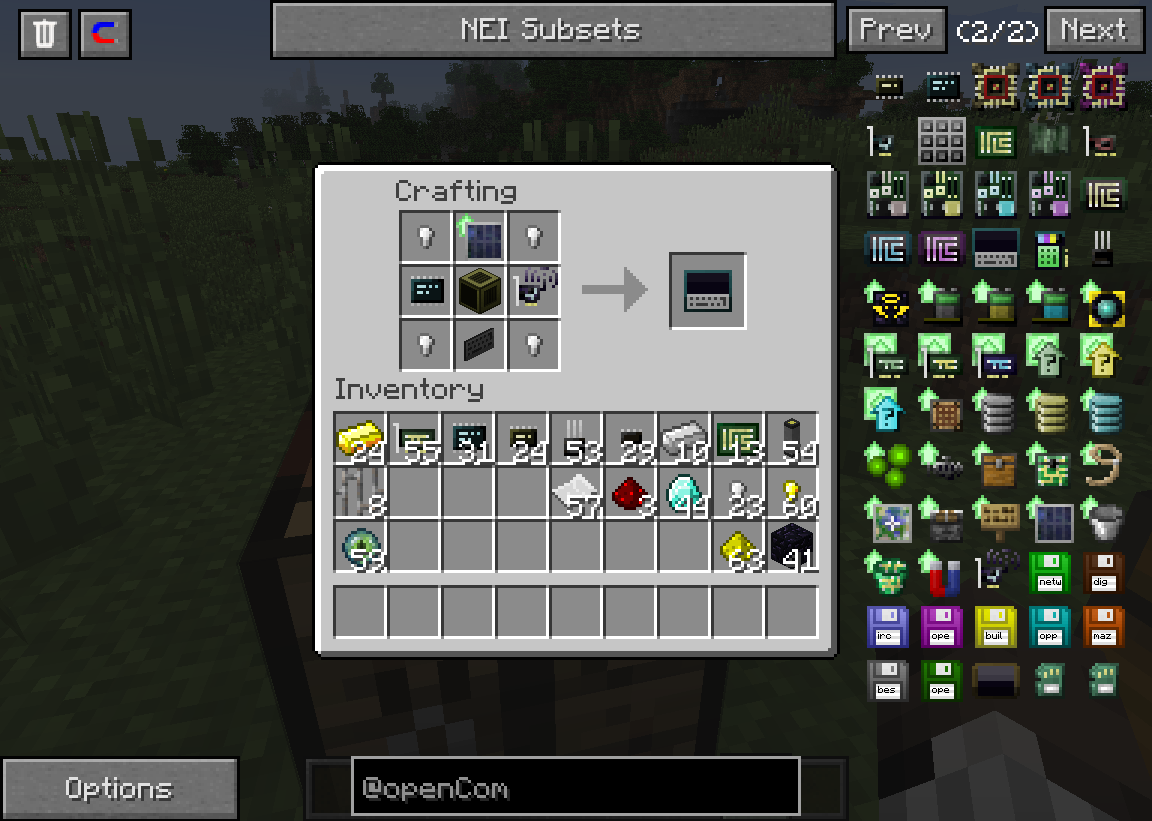 NEI Subsets
Prev (2/2) Next
Crafting
Inventory
24 55 31 24 53 29 10 13 54
8 57 3 44 23 60
53 63 41
netw dig
irc ope buil opp maz
bes ope
Options
@openCom